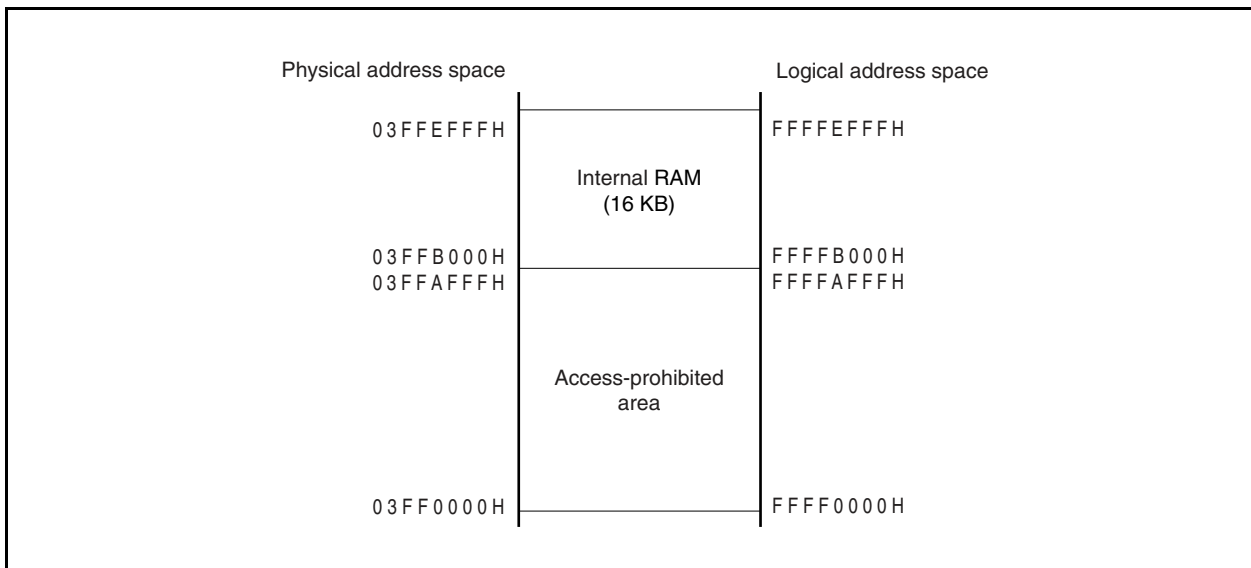 Physical address space
Logical address space
03FFEFFFH
FFFFEFFFH
Internal RAM
(16 KB)
03FFB000H
FFFFB000H
03FFAFFFH
FFFFAFFFH
Access-prohibited
area
03FF0000H
FFFF0000H